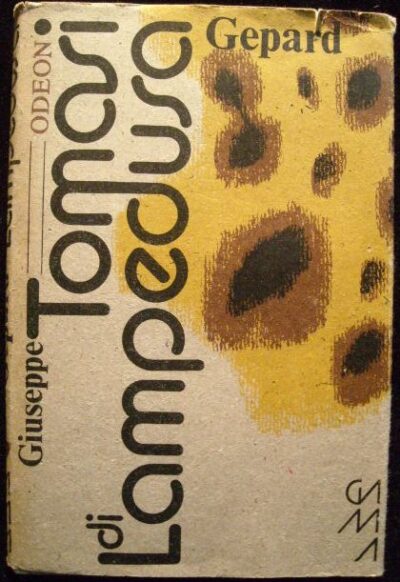 Gepard
Giuseppe
Tomasi
di
Lampedusa
ODEON